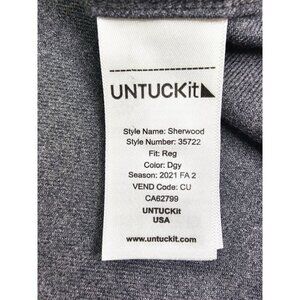 UNTUCKit
Style Name: Sherwood
Style Number: 35722
Fit: Reg
Color: Dgy
Season: 2021 FA 2
VEND Code: CU
CA62799
UNTUCKit
USA
www.untuckit.com